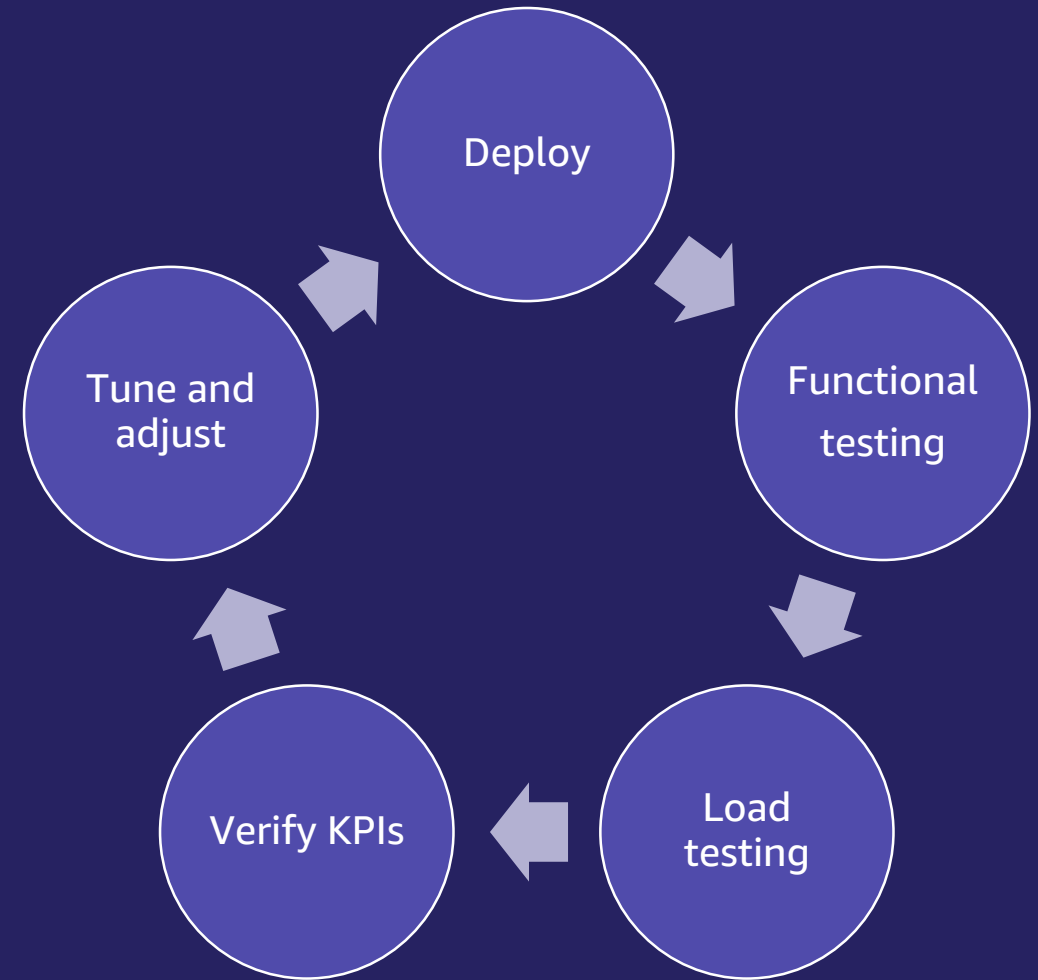 Deploy
Functional
testing
Load
testing
Verify KPIs
Tune and
adjust